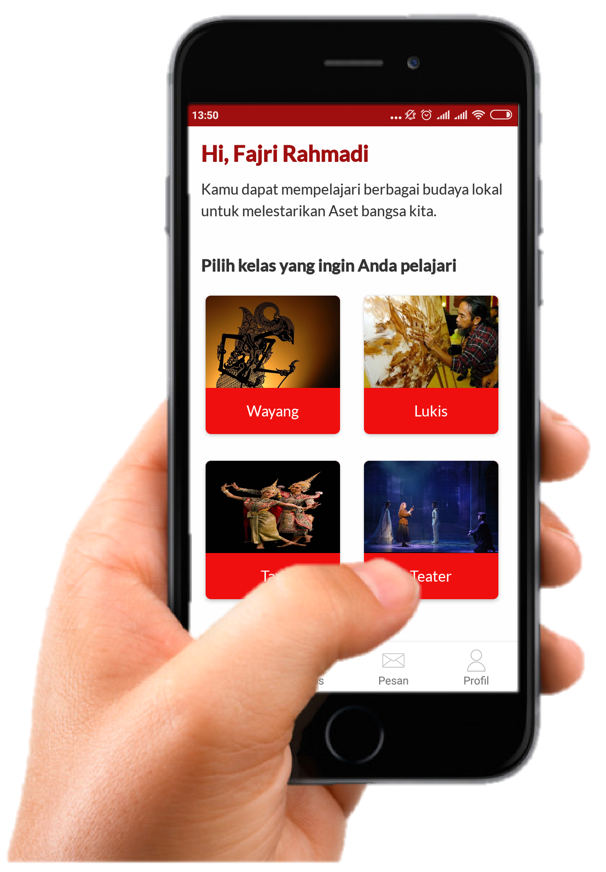 13:50
Hi, Fajri Rahmadi
Kamu dapat mempelajari berbagai budaya lokal
untuk melestarikan Aset bangsa kita.
Pilih kelas yang ingin Anda pelajari
Wayang
Lukis
Teater
Pesan
Profil